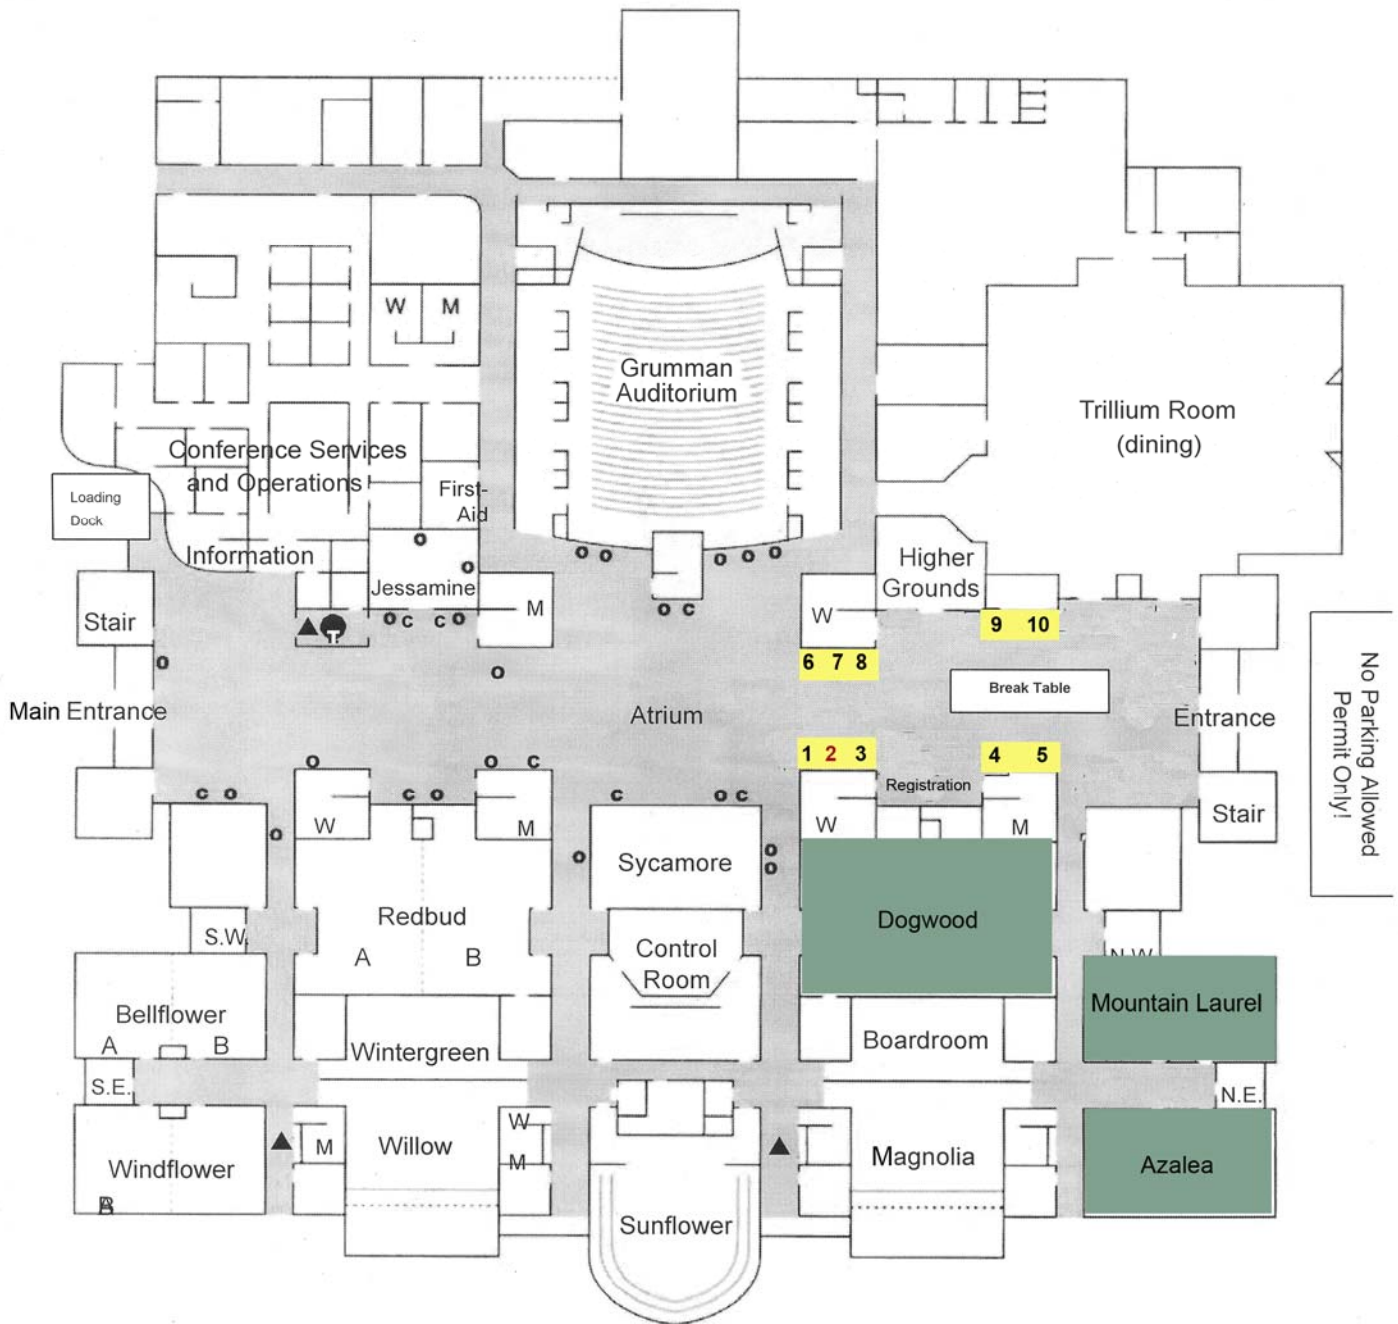 W M
Grumman
Auditorium
Trillium Room
(dining)
Conference Services
and Operations
Loading
Dock
First-
Aid
Information
Jessamine
Higher
Grounds
Stair
M
W
T
o o o o o
o o
o c c o
o c
9 10
6 7 8
Break Table
No Parking Allowed
Permit Only!
Main Entrance
Atrium
Entrance
o o
1 2 3
4 5
Registration
o o c
c o
c o
c o c
Stair
W
M
W
M
o o o o
Sycamore
Redbud
A B
S.W.
Control
Room
Dogwood
N.W.
Bellflower
A B
Mountain Laurel
Wintergreen
Boardroom
S.E.
N.E.
Windflower
M
Willow
W
M
Magnolia
Azalea
Sunflower